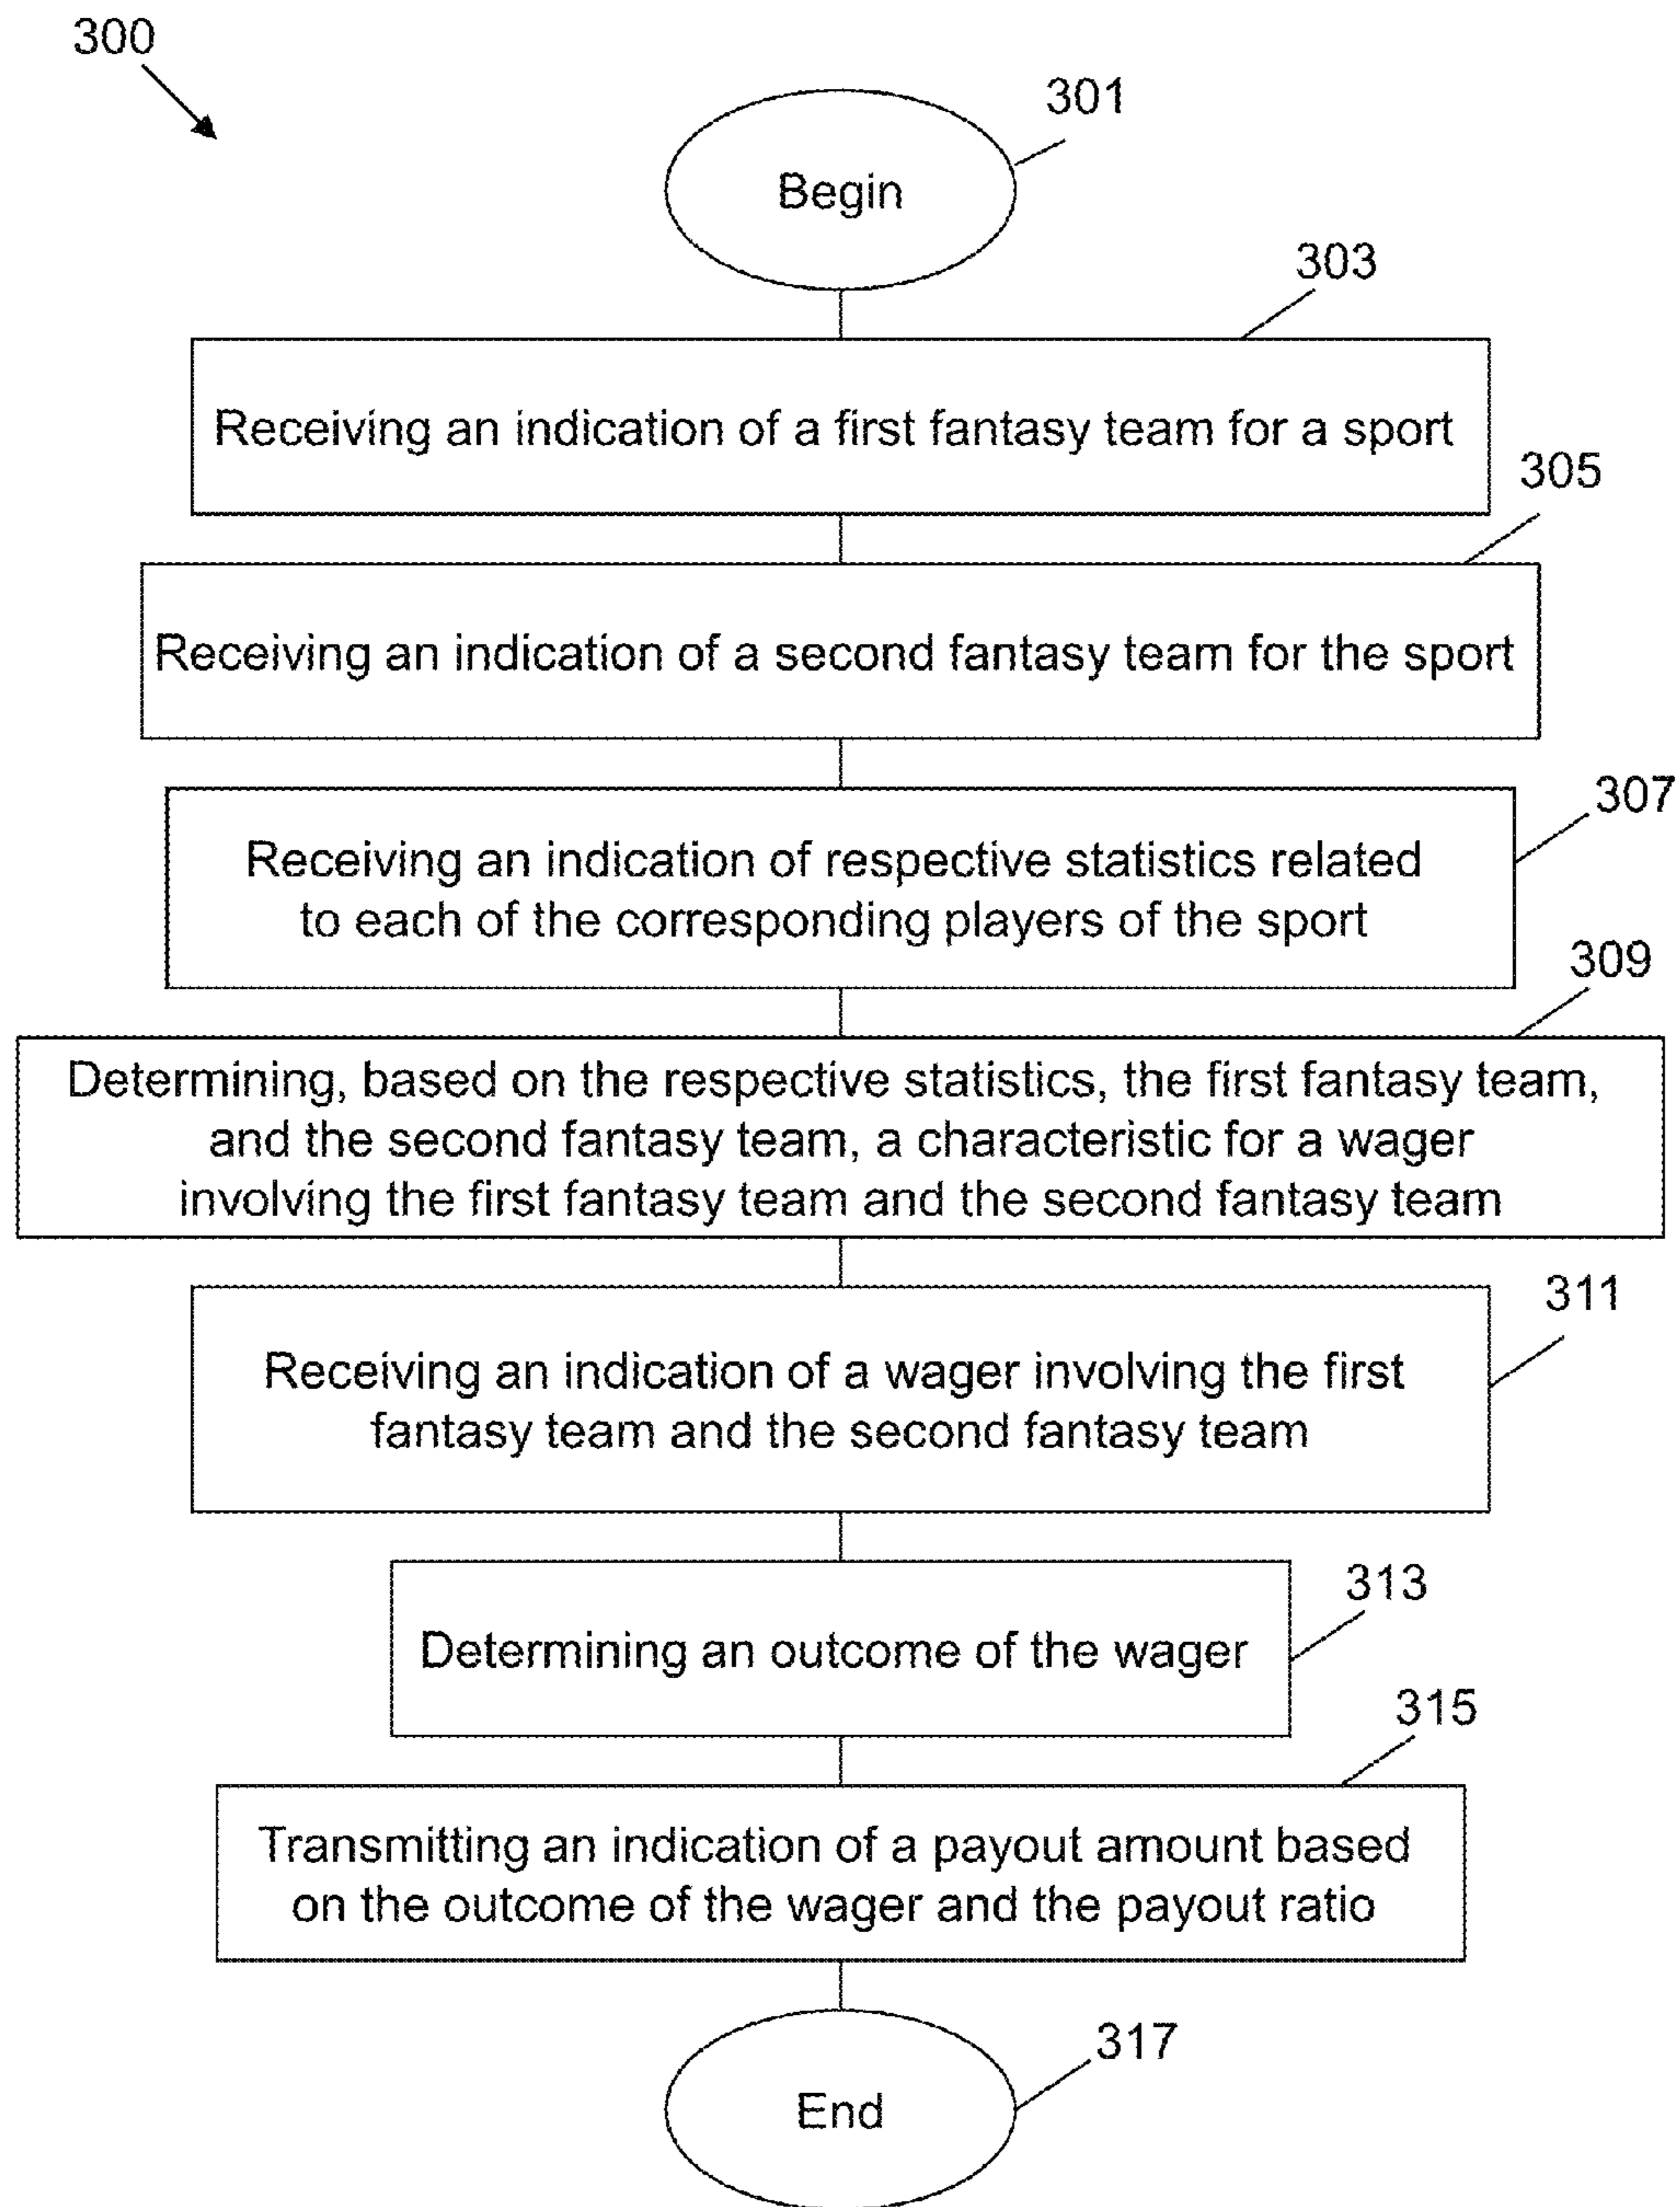 300
301
Begin
303
Receiving an indication of a first fantasy team for a sport
305
Receiving an indication of a second fantasy team for the sport
307
Receiving an indication of respective statistics related
to each of the corresponding players of the sport
309
Determining, based on the respective statistics, the first fantasy team,
and the second fantasy team, a characteristic for a wager
involving the first fantasy team and the second fantasy team
311
Receiving an indication of a wager involving the first
fantasy team and the second fantasy team
313
Determining an outcome of the wager
315
Transmitting an indication of a payout amount based
on the outcome of the wager and the payout ratio
317
End